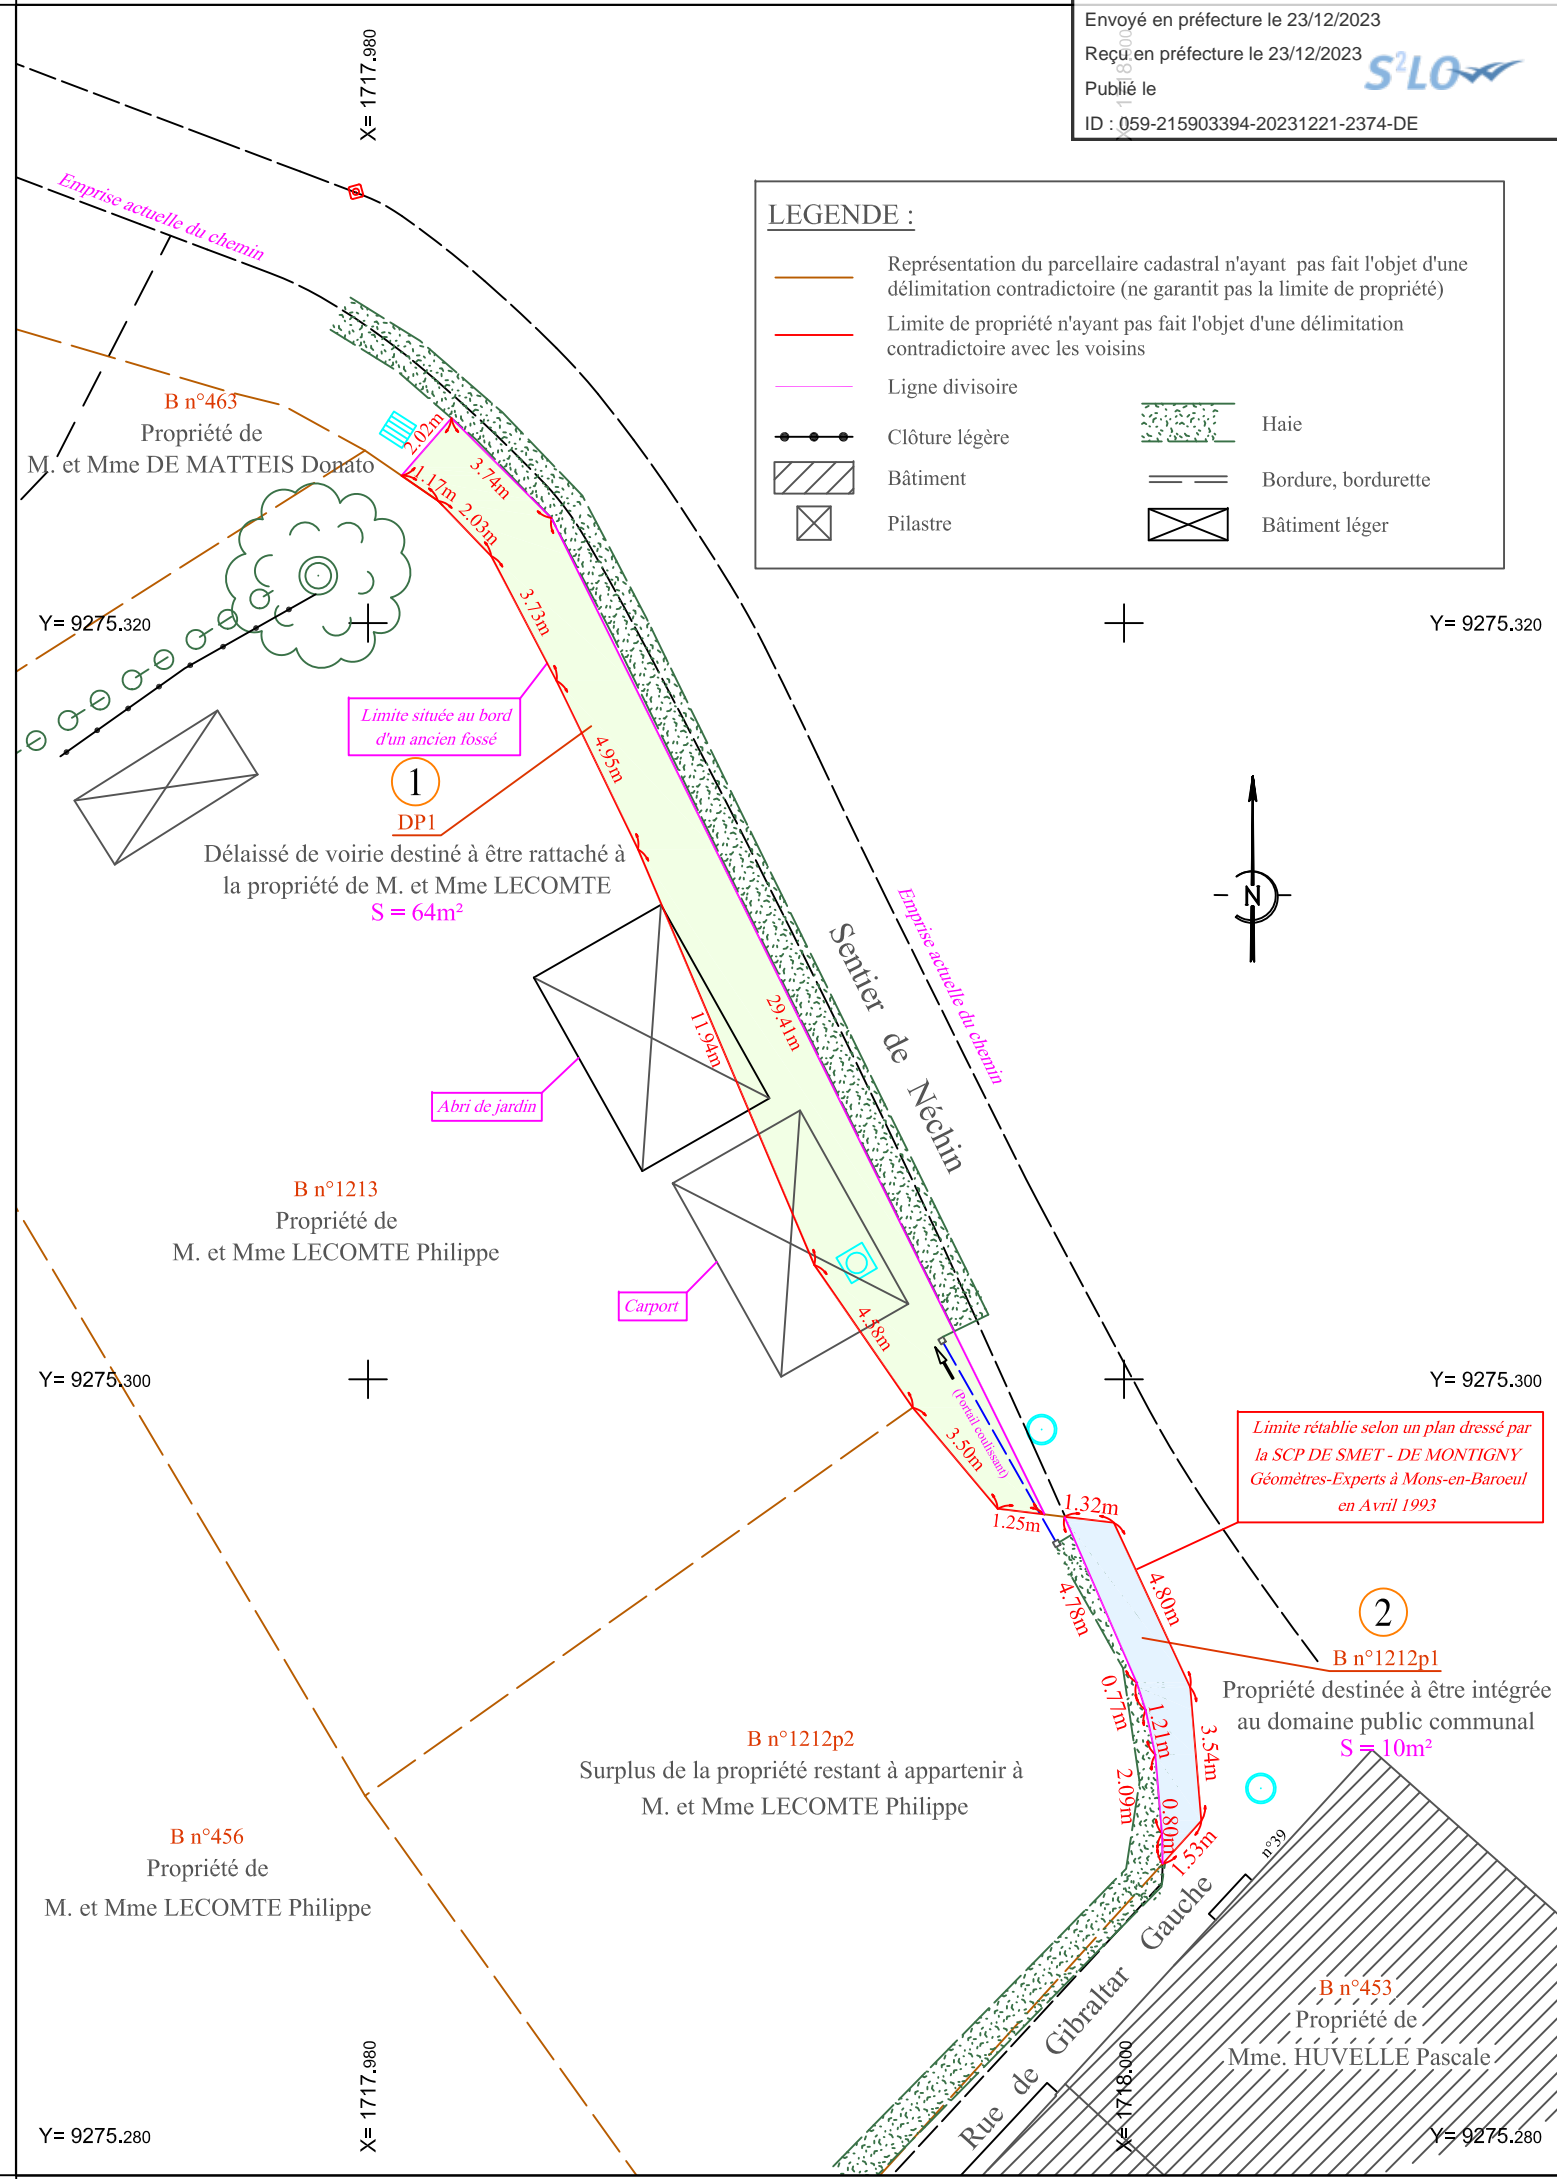 Envoyé en préfecture le 23/12/2023
Reçu en préfecture le 23/12/2023
S²LO
Publié le
ID : 059-215903394-20231221-2374-DE
X= 1717.980
X= 1718.000
Emprise actuelle du chemin
LEGENDE :
Représentation du parcellaire cadastral n'ayant pas fait l'objet d'une
délimitation contradictoire (ne garantit pas la limite de propriété)
Limite de propriété n'ayant pas fait l'objet d'une délimitation
contradictoire avec les voisins
Ligne divisoire
Clôture légère
Haie
Bâtiment
Bordure, bordurette
Pilastre
Bâtiment léger
B n°463
Propriété de
M. et Mme DE MATTEIS Donato
2.02m
1.17m
3.74m
2.03m
3.73m
Y= 9275.320
Y= 9275.320
Limite située au bord
d'un ancien fossé
4.95m
1
DP1
Délaissé de voirie destiné à être rattaché à
la propriété de M. et Mme LECOMTE
S = 64m²
N
Sentier de Néchin
Emprise actuelle du chemin
29.41m
11.94m
Abri de jardin
B n°1213
Propriété de
M. et Mme LECOMTE Philippe
Carport
4.58m
Y= 9275.300
Y= 9275.300
(Portail coulissant)
3.50m
Limite rétablie selon un plan dressé par
la SCP DE SMET - DE MONTIGNY
Géomètres-Experts à Mons-en-Baroeul
en Avril 1993
1.32m
1.25m
4.80m
4.78m
2
B n°1212p1
Propriété destinée à être intégrée
au domaine public communal
S = 10m²
0.77m
1.21m
3.54m
2.09m
0.80m
1.53m
B n°1212p2
Surplus de la propriété restant à appartenir à
M. et Mme LECOMTE Philippe
B n°456
Propriété de
M. et Mme LECOMTE Philippe
n°39
Rue de Gibraltar Gauche
B n°453
Propriété de
Mme. HUVELLE Pascale
X= 1717.980
X= 1718.000
Y= 9275.280
Y= 9275.280